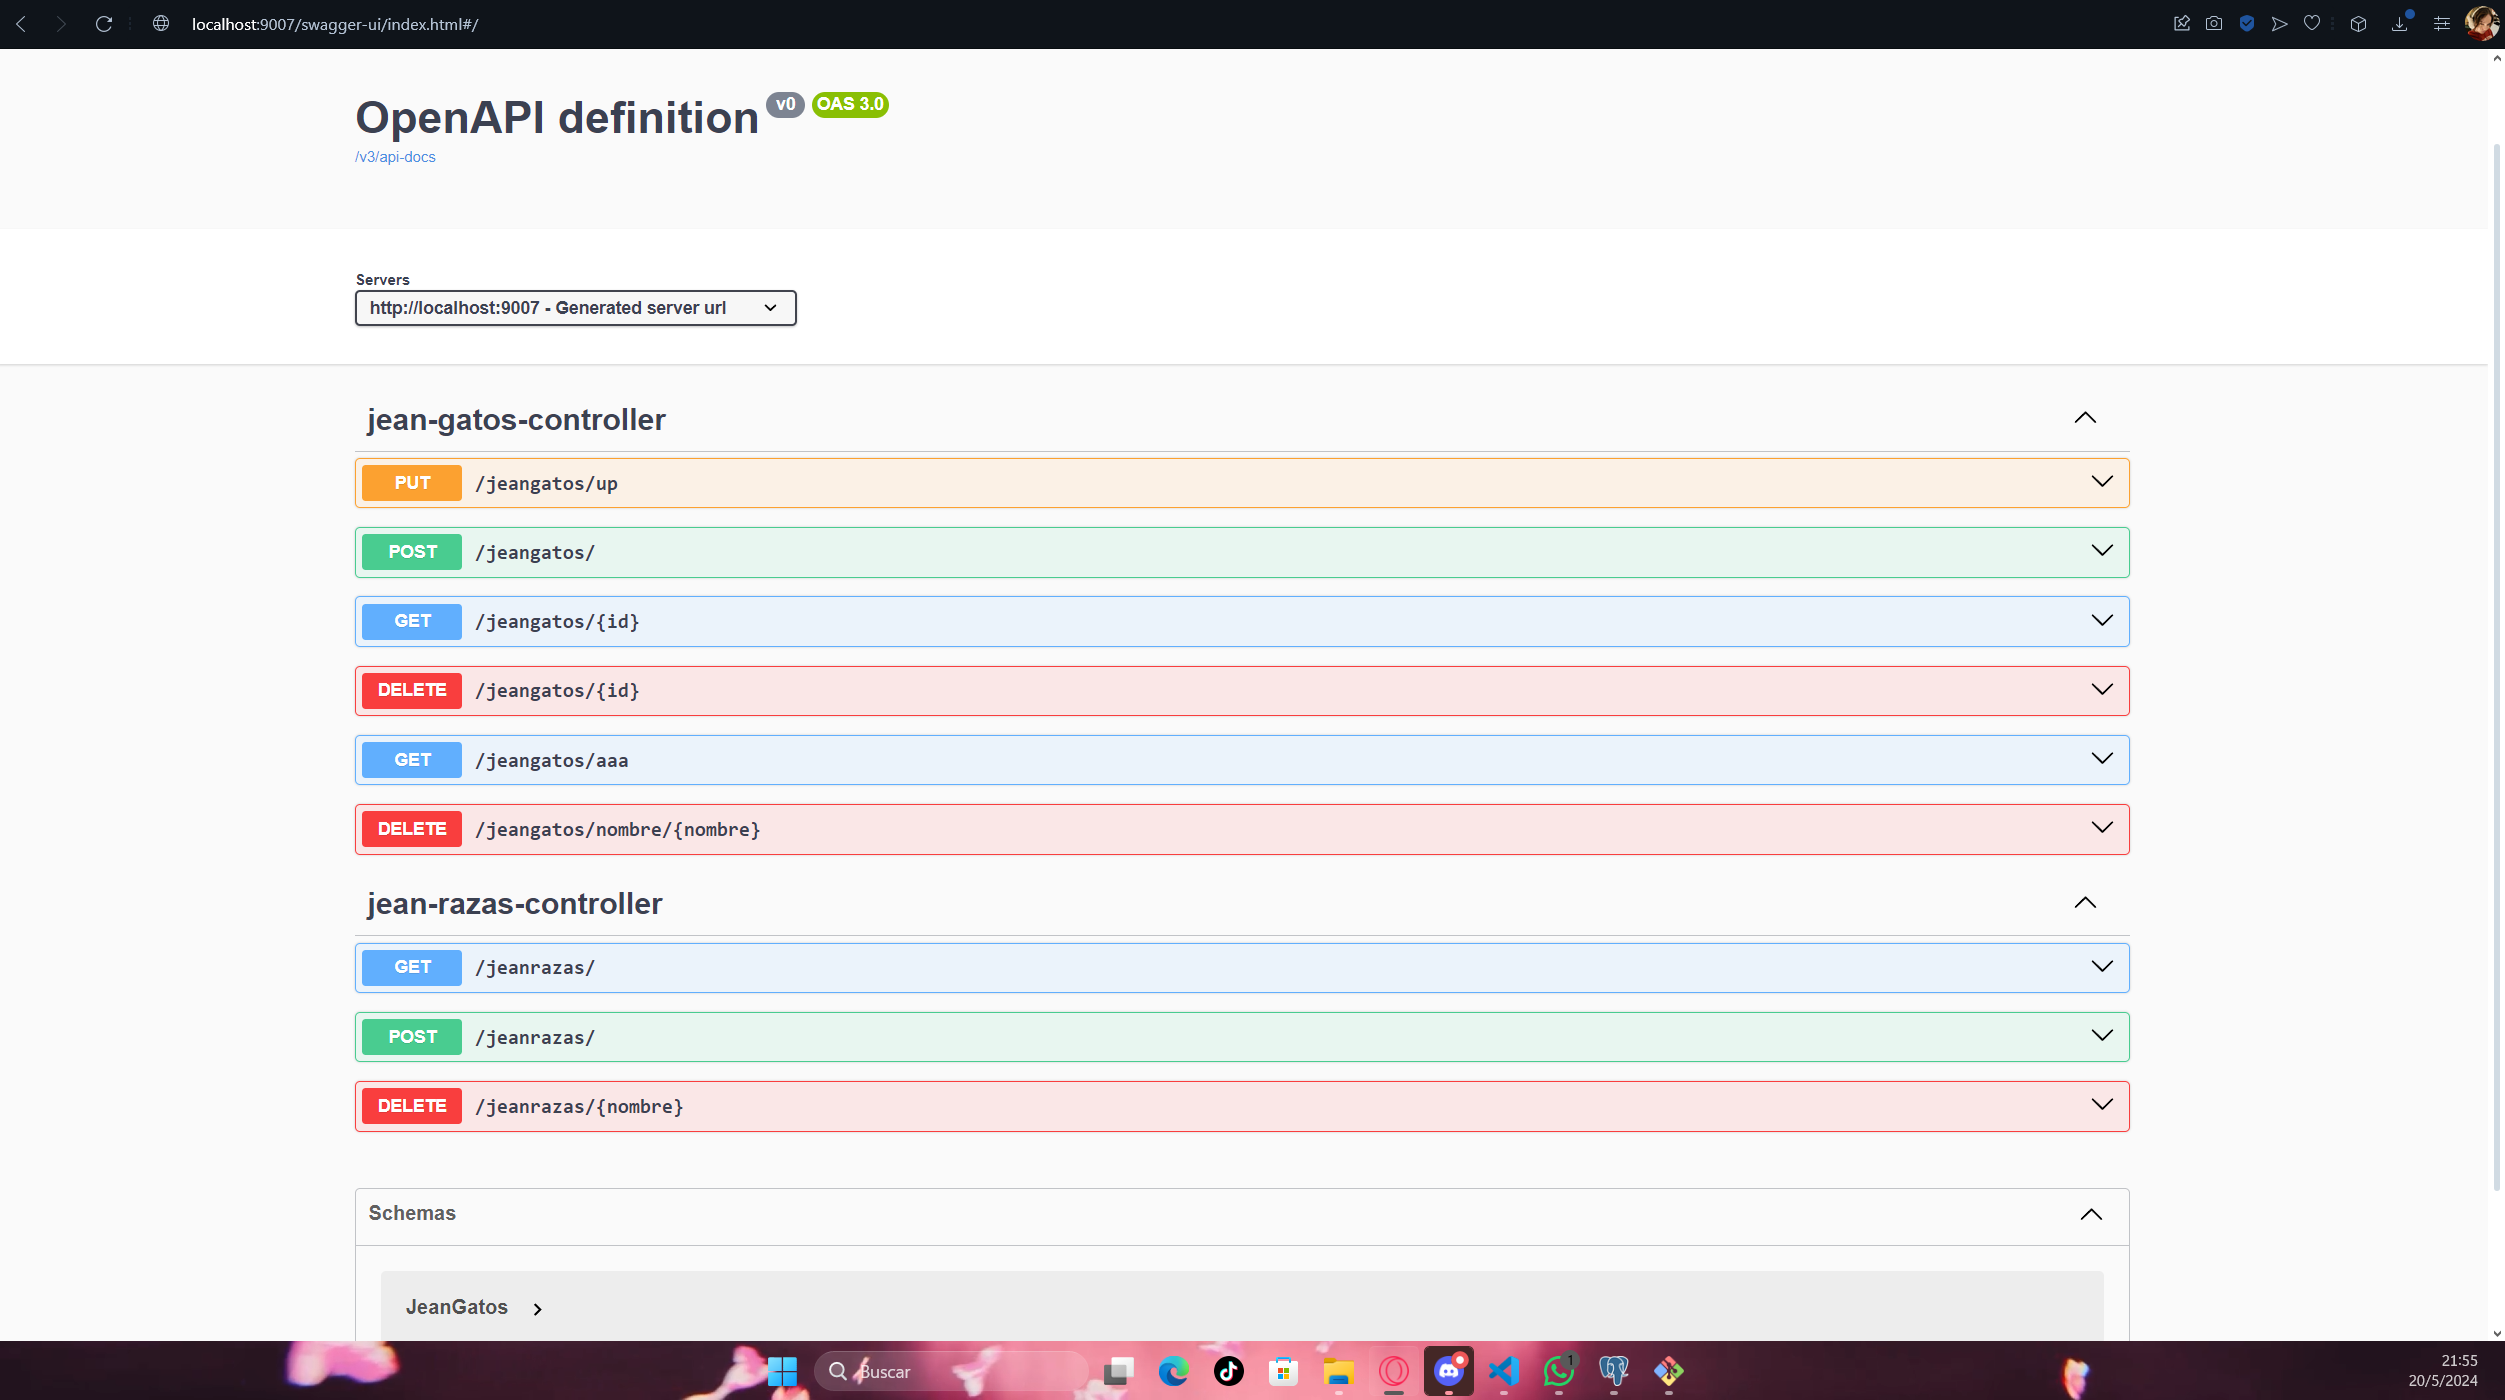 localhost:9007/swagger-ui/index.html#/
OpenAPI definition v0 OAS 3.0
/v3/api-docs
Servers
http://localhost:9007 - Generated server url
jean-gatos-controller
PUT /jeangatos/up
POST /jeangatos/
GET /jeangatos/{id}
DELETE /jeangatos/{id}
GET /jeangatos/aaa
DELETE /jeangatos/nombre/{nombre}
jean-razas-controller
GET /jeanrazas/
POST /jeanrazas/
DELETE /jeanrazas/{nombre}
Schemas
JeanGatos
Buscar
1
21:55
20/5/2024